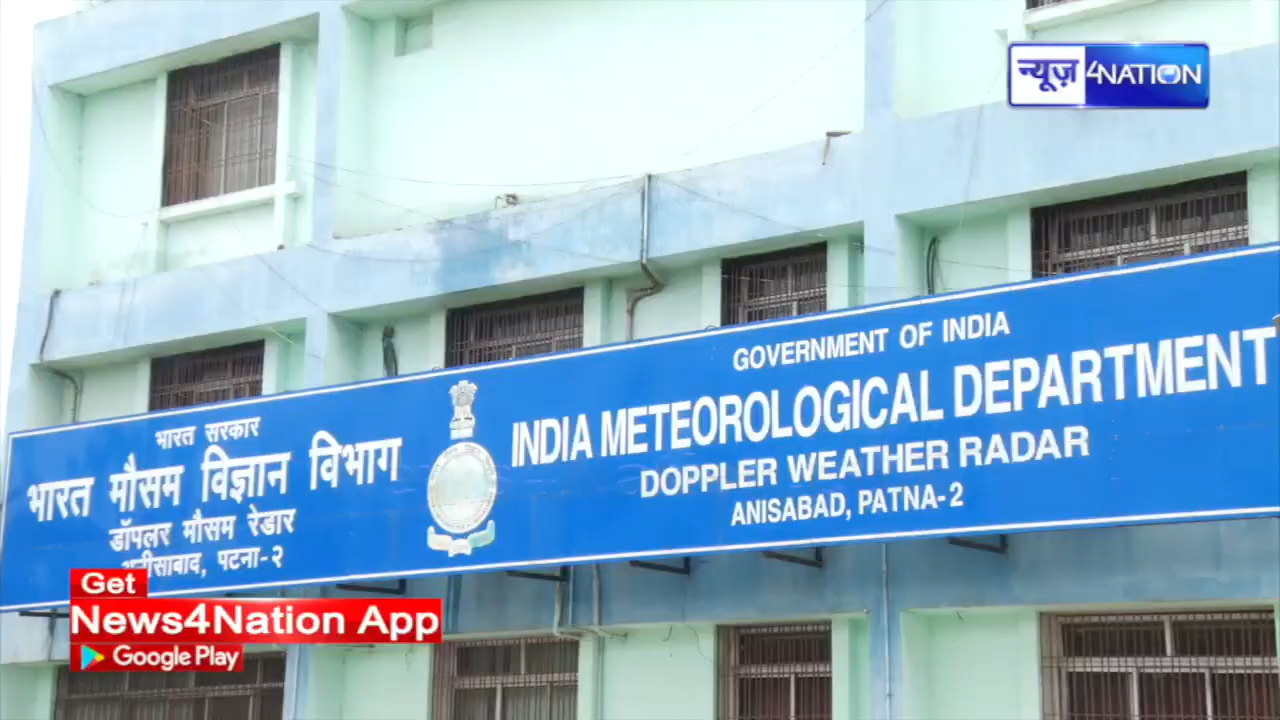 न्यूज़ 4NATION
भारत सरकार
भारत मौसम विज्ञान विभाग
डॉपलर मौसम रेडार
पटना-२
GOVERNMENT OF INDIA
INDIA METEOROLOGICAL DEPARTMENT
DOPPLER WEATHER RADAR
ANISABAD, PATNA-2
Get
News4Nation App
Google Play